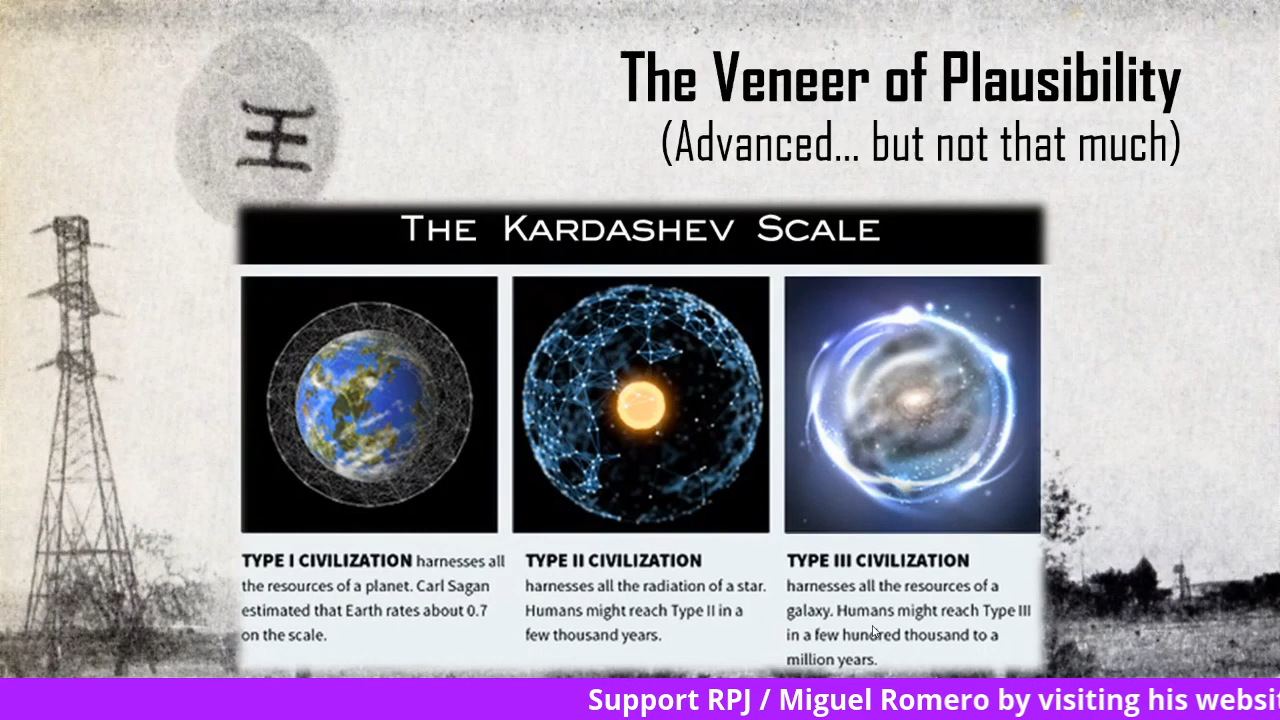 The Veneer of Plausibility
(Advanced... but not that much)
THE KARDASHEV SCALE
TYPE I CIVILIZATION harnesses all
the resources of a planet. Carl Sagan
estimated that Earth rates about 0.7
on the scale.
TYPE II CIVILIZATION
harnesses all the radiation of a star.
Humans might reach Type II in a
few thousand years.
TYPE III CIVILIZATION
harnesses all the resources of a
galaxy. Humans might reach Type III
in a few hundred thousand to a
million years.
Support RPJ / Miguel Romero by visiting his websi